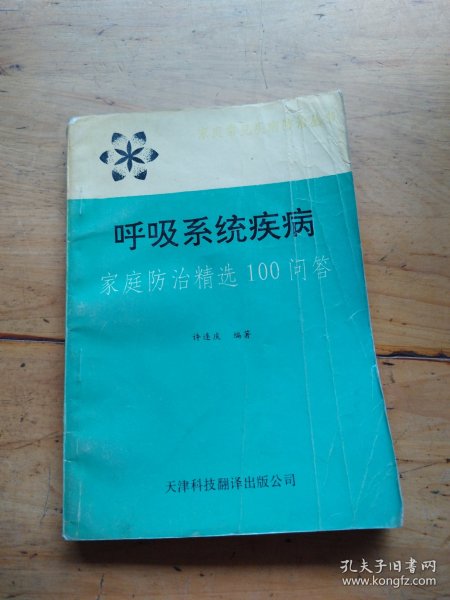 呼吸系统疾病
家庭防治精选100问答
许连庆 编著
天津科技翻译出版公司
孔夫子旧书网
www.kongfz.com